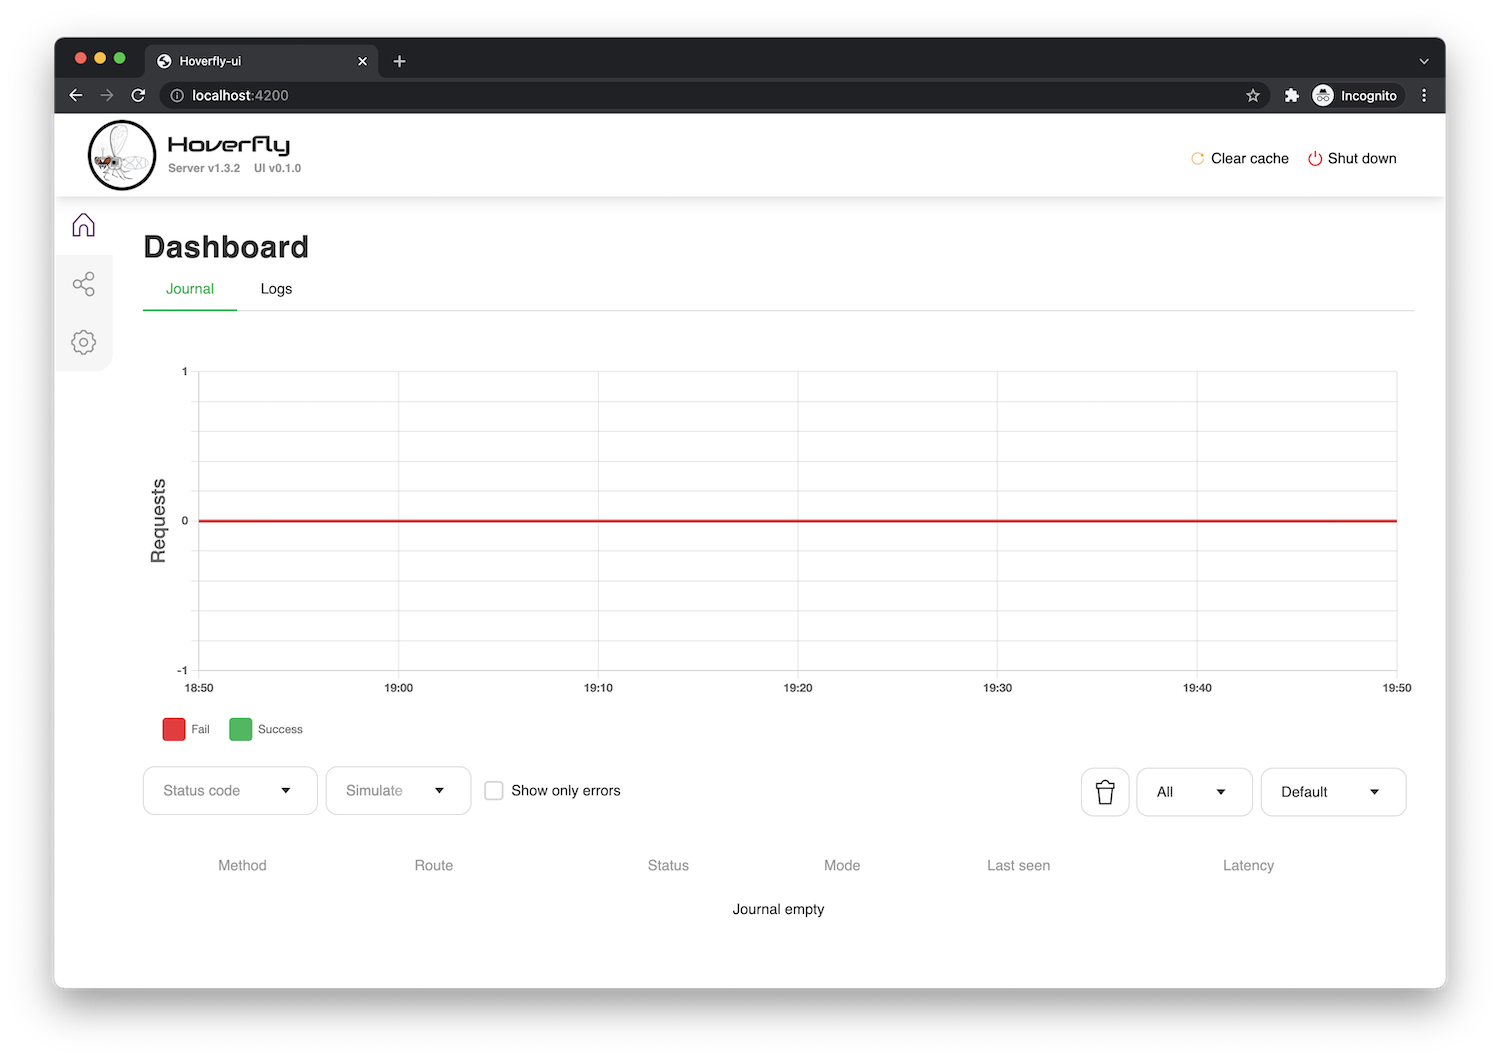 Hoverfly-ui
localhost:4200
Incognito
Hoverfly
Server v1.3.2 UI v0.1.0
Clear cache
Shut down
Dashboard
Journal
Logs
Requests
1
0
-1
18:50
19:00
19:10
19:20
19:30
19:40
19:50
Fail
Success
Status code
Simulate
Show only errors
All
Default
Method
Route
Status
Mode
Last seen
Latency
Journal empty